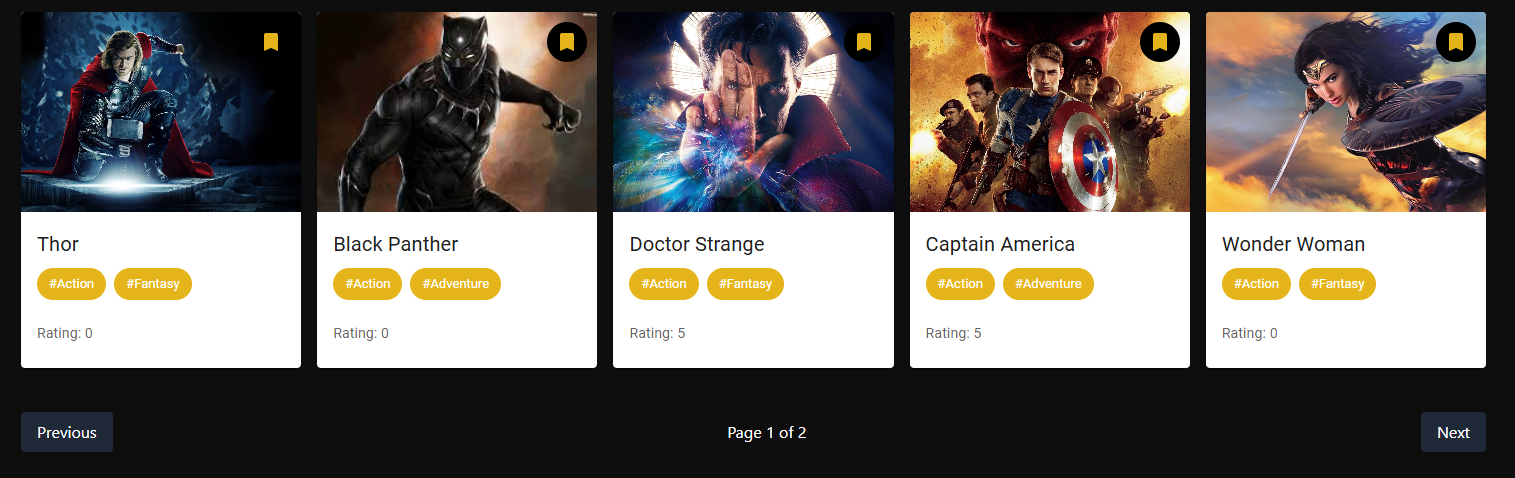 Thor
#Action #Fantasy
Rating: 0
Black Panther
#Action #Adventure
Rating: 0
Doctor Strange
#Action #Fantasy
Rating: 5
Captain America
#Action #Adventure
Rating: 5
Wonder Woman
#Action #Fantasy
Rating: 0
Previous
Page 1 of 2
Next